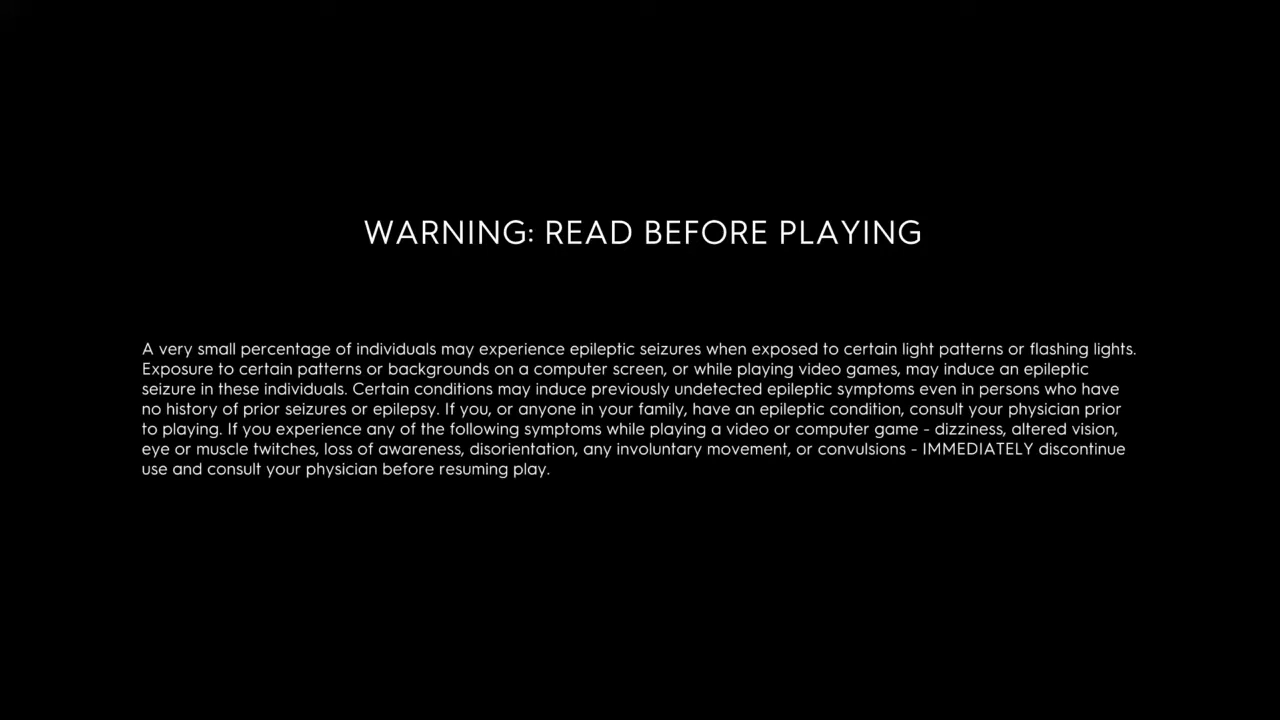 WARNING: READ BEFORE PLAYING
A very small percentage of individuals may experience epileptic seizures when exposed to certain light patterns or flashing lights.
Exposure to certain patterns or backgrounds on a computer screen, or while playing video games, may induce an epileptic
seizure in these individuals. Certain conditions may induce previously undetected epileptic symptoms even in persons who have
no history of prior seizures or epilepsy. If you, or anyone in your family, have an epileptic condition, consult your physician prior
to playing. If you experience any of the following symptoms while playing a video or computer game - dizziness, altered vision,
eye or muscle twitches, loss of awareness, disorientation, any involuntary movement, or convulsions - IMMEDIATELY discontinue
use and consult your physician before resuming play.